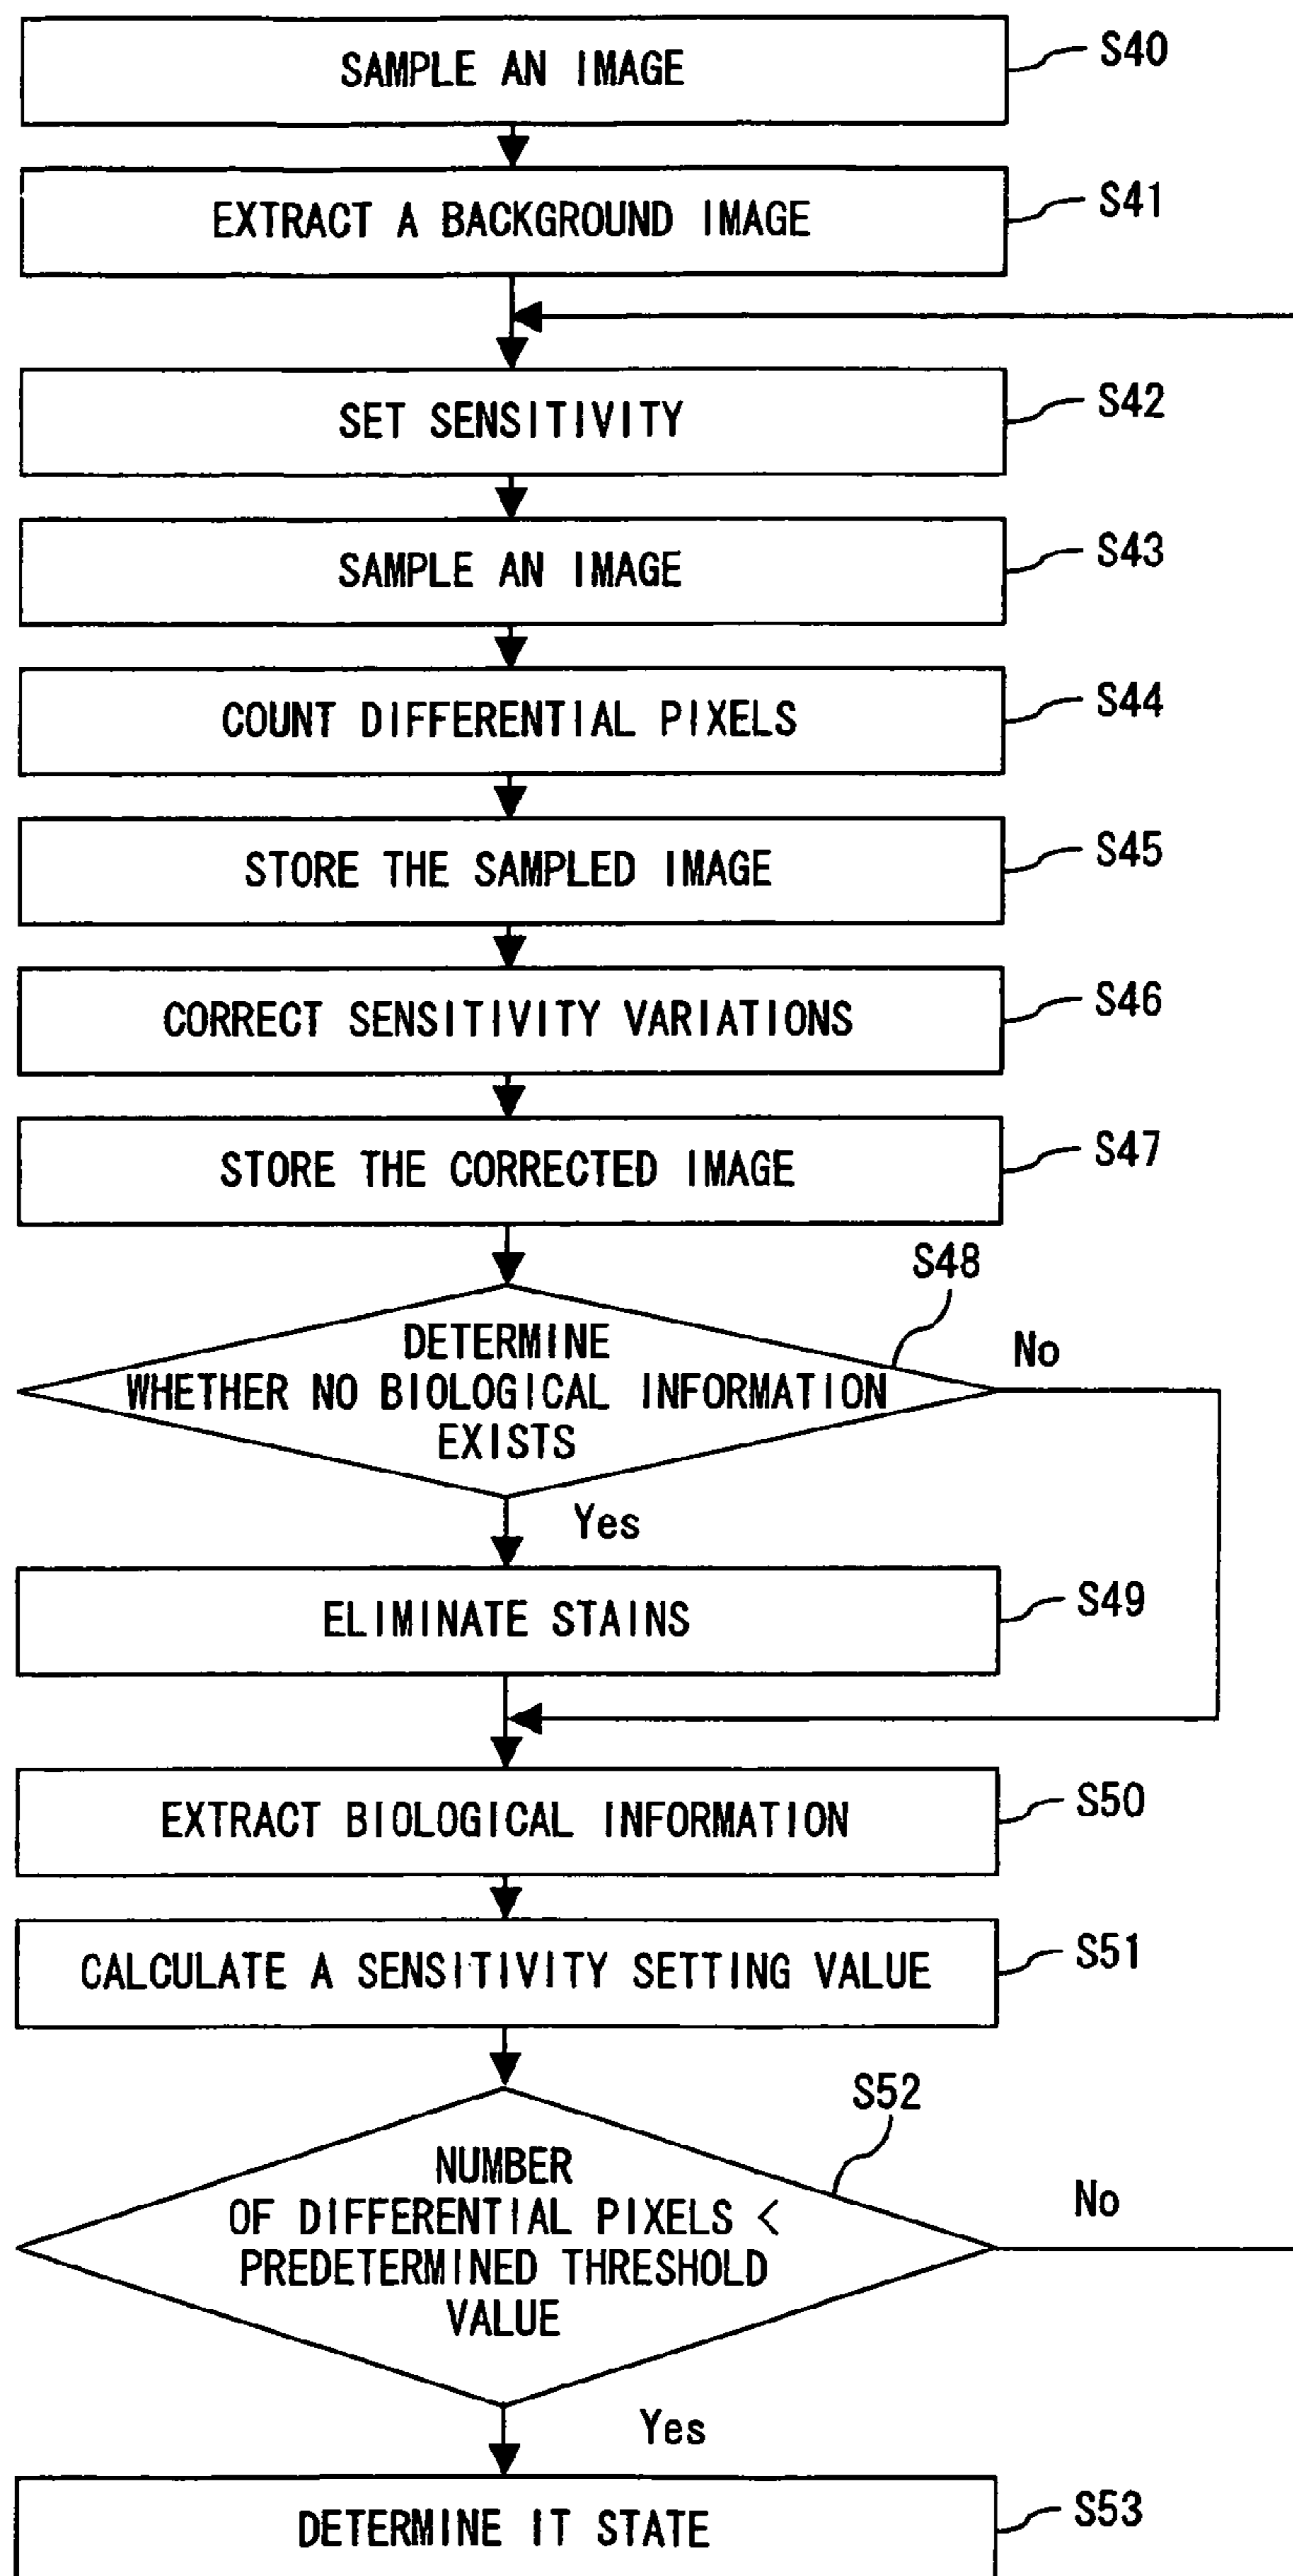 SAMPLE AN IMAGE
S40
EXTRACT A BACKGROUND IMAGE
S41
SET SENSITIVITY
S42
SAMPLE AN IMAGE
S43
COUNT DIFFERENTIAL PIXELS
S44
STORE THE SAMPLED IMAGE
S45
CORRECT SENSITIVITY VARIATIONS
S46
STORE THE CORRECTED IMAGE
S47
S48
DETERMINE
WHETHER NO BIOLOGICAL INFORMATION
EXISTS
No
Yes
ELIMINATE STAINS
S49
EXTRACT BIOLOGICAL INFORMATION
S50
CALCULATE A SENSITIVITY SETTING VALUE
S51
S52
NUMBER
OF DIFFERENTIAL PIXELS <
PREDETERMINED THRESHOLD
VALUE
No
Yes
DETERMINE IT STATE
S53